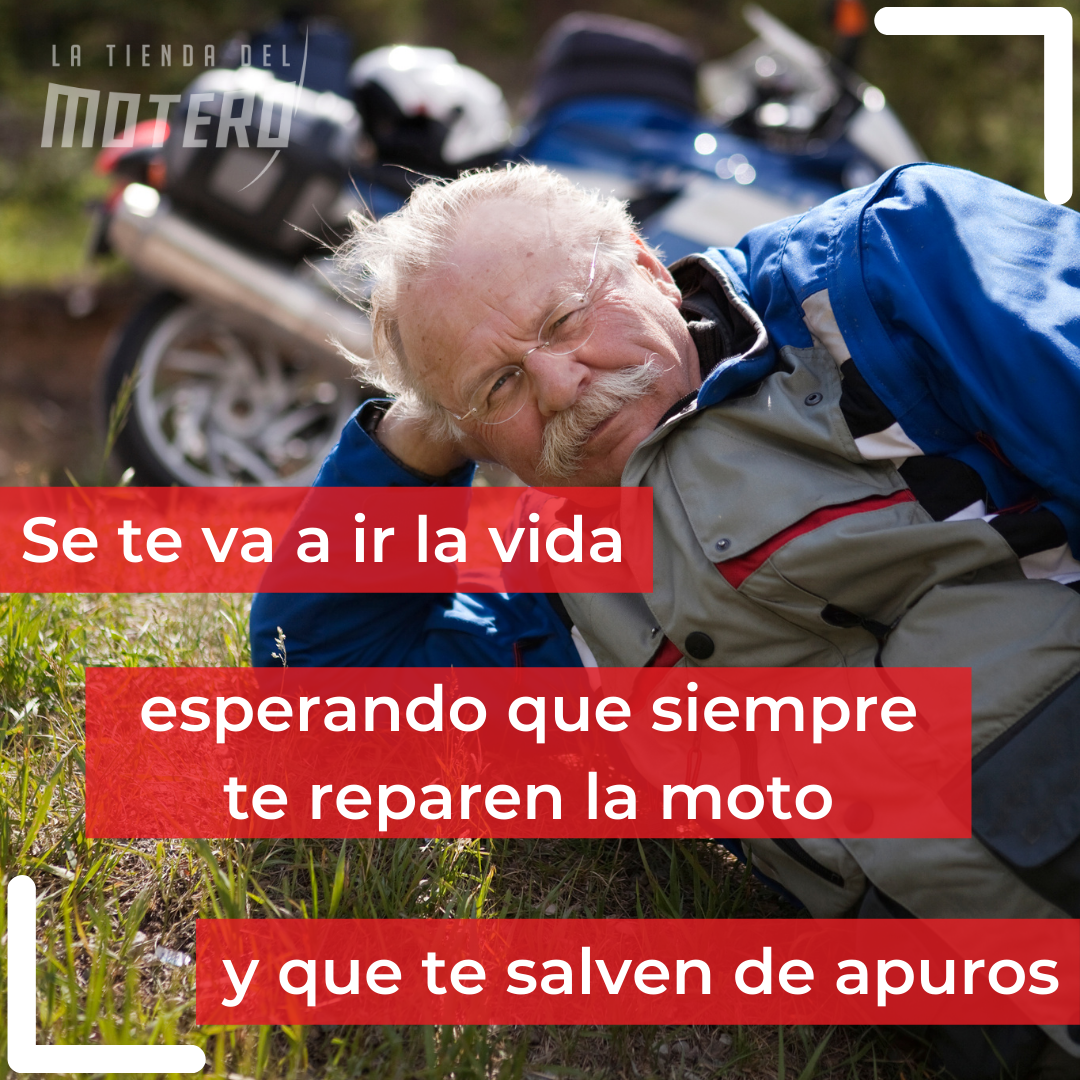 LA TIENDA DEL
MOTERO
Se te va a ir la vida
esperando que siempre
te reparen la moto
y que te salven de apuros